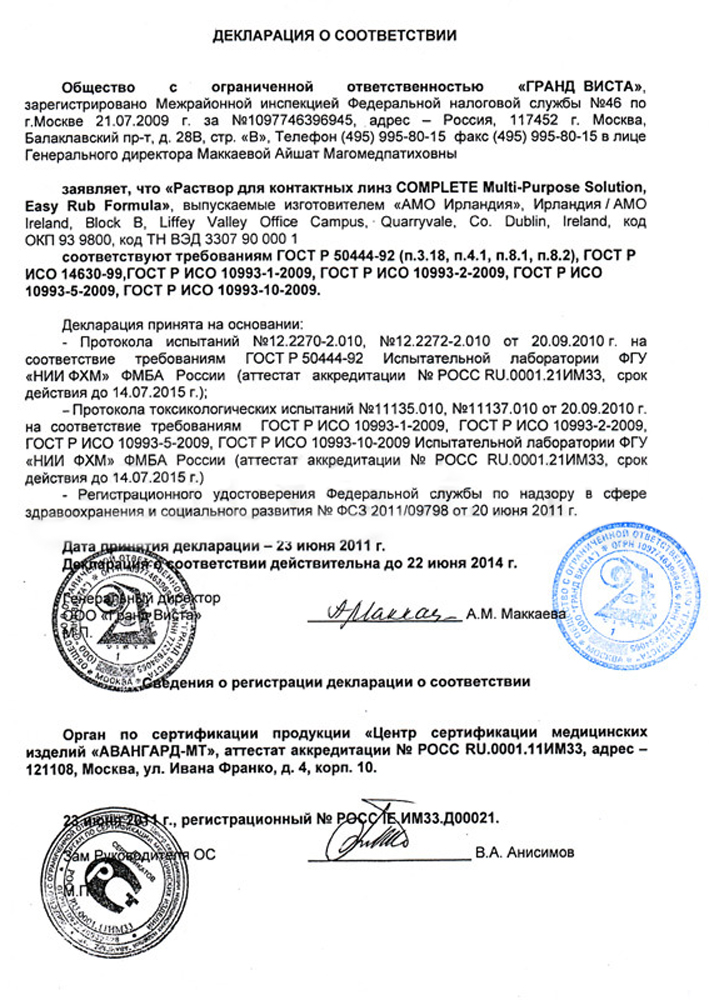 ДЕКЛАРАЦИЯ О СООТВЕТСТВИИ
Общество с ограниченной ответственностью «ГРАНД ВИСТА»,
зарегистрировано Межрайонной инспекцией Федеральной налоговой службы №46 по
г.Москве 21.07.2009 г. за №1097746396945, адрес – Россия, 117452 г. Москва,
Балаклавский пр-т, д. 28В, стр. «В», Телефон (495) 995-80-15 факс (495) 995-80-15 в лице
Генерального директора Маккаевой Айшат Магомедпатиховны
заявляет, что «Раствор для контактных линз COMPLETE Multi-Purpose Solution,
Easy Rub Formula», выпускаемые изготовителем «АМО Ирландия», Ирландия / AMO
Ireland, Block B, Liffey Valley Office Campus, Quarryvale, Co. Dublin, Ireland, код
ОКП 93 9800, код ТН ВЭД 3307 90 000 1
соответствуют требованиям ГОСТ Р 50444-92 (п.3.18, п.4.1, п.8.1, п.8.2), ГОСТ Р
ИСО 14630-99,ГОСТ Р ИСО 10993-1-2009, ГОСТ Р ИСО 10993-2-2009, ГОСТ Р ИСО
10993-5-2009, ГОСТ Р ИСО 10993-10-2009.
Декларация принята на основании:
- Протокола испытаний №12.2270-2.010, №12.2272-2.010 от 20.09.2010 г. на
соответствие требованиям ГОСТ Р 50444-92 Испытательной лаборатории ФГУ
«НИИ ФХМ» ФМБА России (аттестат аккредитации № РОСС RU.0001.21ИМ33, срок
действия до 14.07.2015 г.);
– Протокола токсикологических испытаний №11135.010, №11137.010 от 20.09.2010 г.
на соответствие требованиям ГОСТ Р ИСО 10993-1-2009, ГОСТ Р ИСО 10993-2-2009,
ГОСТ Р ИСО 10993-5-2009, ГОСТ Р ИСО 10993-10-2009 Испытательной лаборатории ФГУ
«НИИ ФХМ» ФМБА России (аттестат аккредитации № РОСС RU.0001.21ИМ33, срок
действия до 14.07.2015 г.)
- Регистрационного удостоверения Федеральной службы по надзору в сфере
здравоохранения и социального развития № ФСЗ 2011/09798 от 20 июня 2011 г.
Дата принятия декларации – 23 июня 2011 г.
Декларация о соответствии действительна до 22 июня 2014 г.
Генеральный директор
ООО «Гранд Виста» А.М. Маккаева
М.П.
Сведения о регистрации декларации о соответствии
Орган по сертификации продукции «Центр сертификации медицинских
изделий «АВАНГАРД-МТ», аттестат аккредитации № РОСС RU.0001.11ИМ33, адрес –
121108, Москва, ул. Ивана Франко, д. 4, корп. 10.
23 июня 2011 г., регистрационный № РОСС IE.ИМ33.Д00021.
Зам Руководителя ОС В.А. Анисимов
М.П.